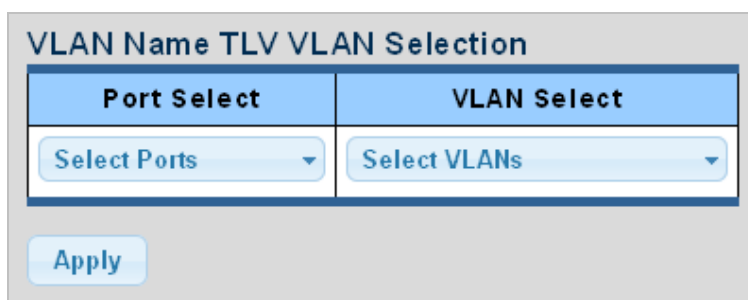 VLAN Name TLV VLAN Selection
Port Select VLAN Select
Select Ports Select VLANs
Apply